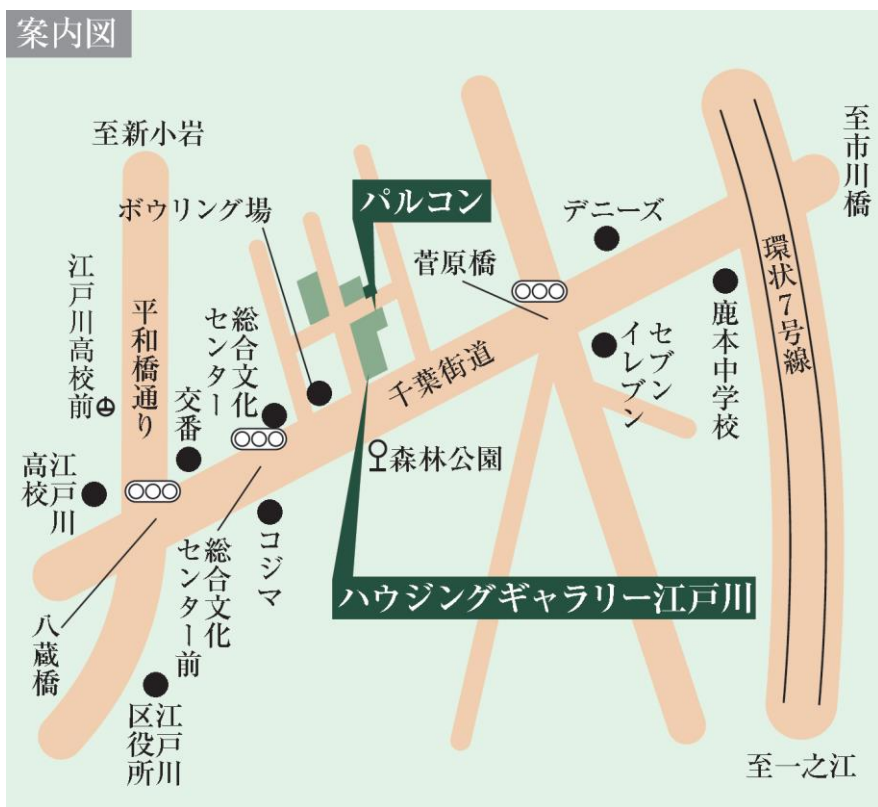 案内図
至新小岩
至市川橋
ボウリング場
パルコン
デニーズ
菅原橋
環状7号線
江戸川高校前
平和橋通り
総合文化
センター
交番
千葉街道
セブン
イレブン
鹿本中学校
森林公園
江戸川
高校
コジマ
総合文化
センター前
ハウジングギャラリー江戸川
八蔵橋
江戸川
区役所
至一之江